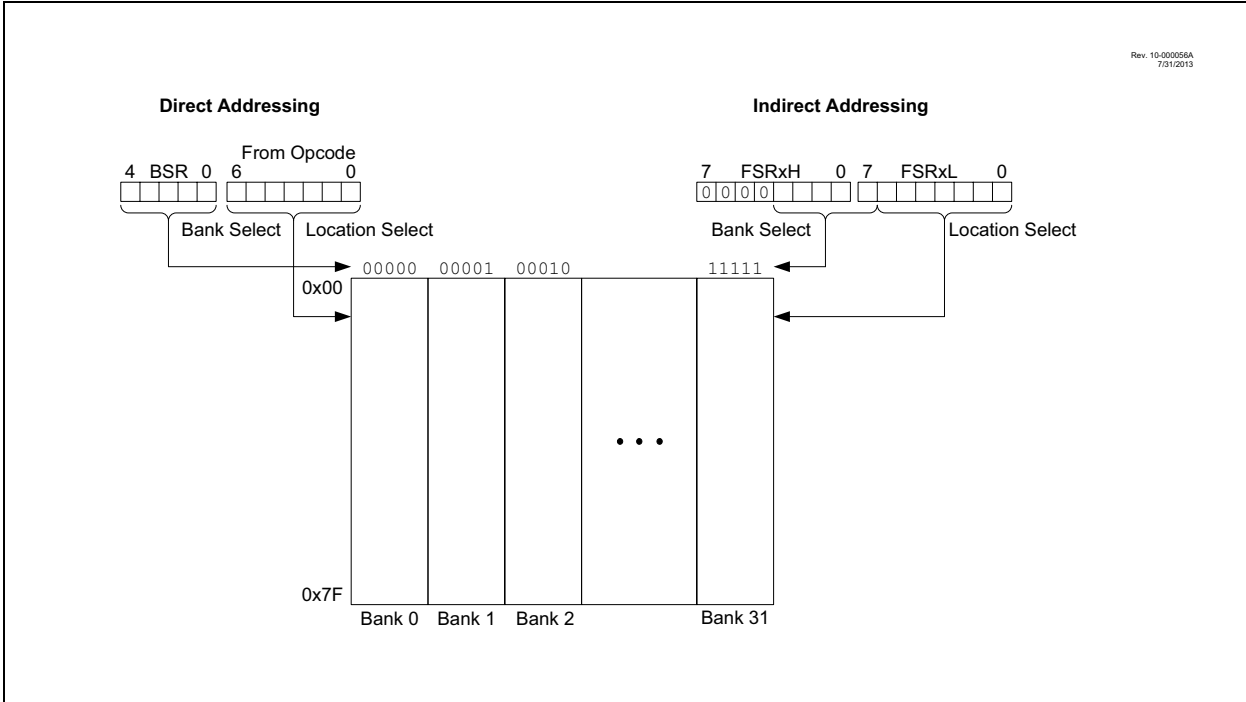 Rev. 10-000056A
7/31/2013
Direct Addressing
Indirect Addressing
From Opcode
4 BSR 0 6 0
7 FSRxH 0 7 FSRxL 0
0 0 0 0
Bank Select Location Select
Bank Select Location Select
00000 00001 00010 11111
0x00
...
0x7F
Bank 0 Bank 1 Bank 2 Bank 31